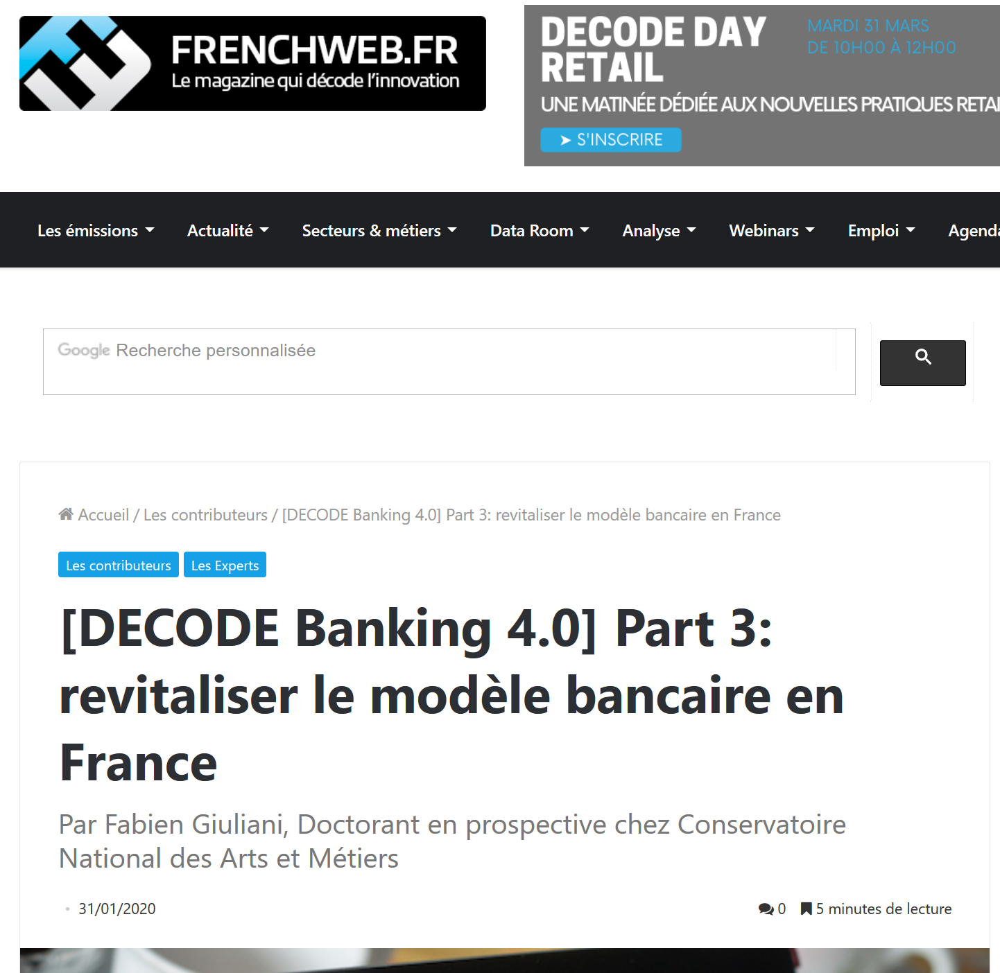 FRENCHWEB.FR
Le magazine qui décode l'innovation
DECODE DAY
RETAIL
MARDI 31 MARS
DE 10H00 À 12H00
UNE MATINÉE DÉDIÉE AUX NOUVELLES PRATIQUES RETAI
➤ S'INSCRIRE
Les émissions Actualité Secteurs & métiers Data Room Analyse Webinars Emploi Agenda
Google Recherche personnalisée
Accueil / Les contributeurs / [DECODE Banking 4.0] Part 3: revitaliser le modèle bancaire en France
Les contributeurs Les Experts
[DECODE Banking 4.0] Part 3:
revitaliser le modèle bancaire en
France
Par Fabien Giuliani, Doctorant en prospective chez Conservatoire
National des Arts et Métiers
31/01/2020
0 5 minutes de lecture